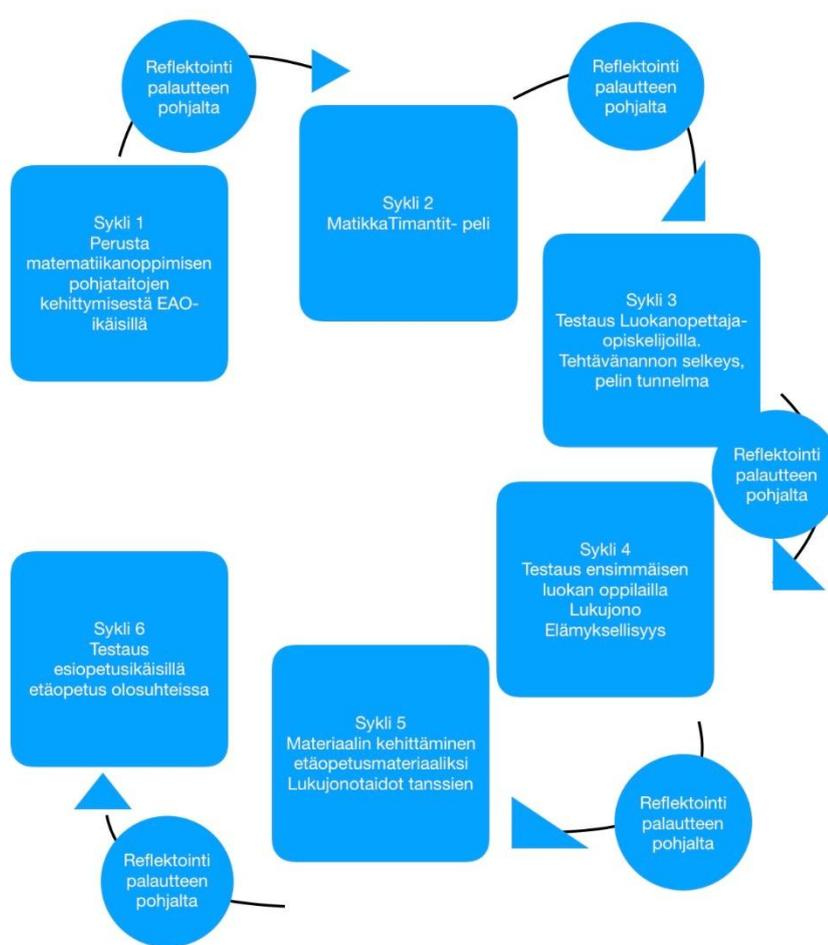 Reflektointi
palautteen
pohjalta
Sykli 1
Perusta
matematiikanoppimisen
pohjataitojen
kehittymisestä EAO-
ikäisillä
Sykli 2
MatikkaTimantit- peli
Reflektointi
palautteen
pohjalta
Sykli 3
Testaus Luokanopettaja-
opiskelijoilla.
Tehtävänannon selkeys,
pelin tunnelma
Reflektointi
palautteen
pohjalta
Sykli 4
Testaus ensimmäisen
luokan oppilailla
Lukujono
Elämyksellisyys
Reflektointi
palautteen
pohjalta
Sykli 5
Materiaalin kehittäminen
etäopetusmateriaaliksi
Lukujonotaidot tanssien
Reflektointi
palautteen
pohjalta
Sykli 6
Testaus
esiopetusikäisillä
etäopetus olosuhteissa